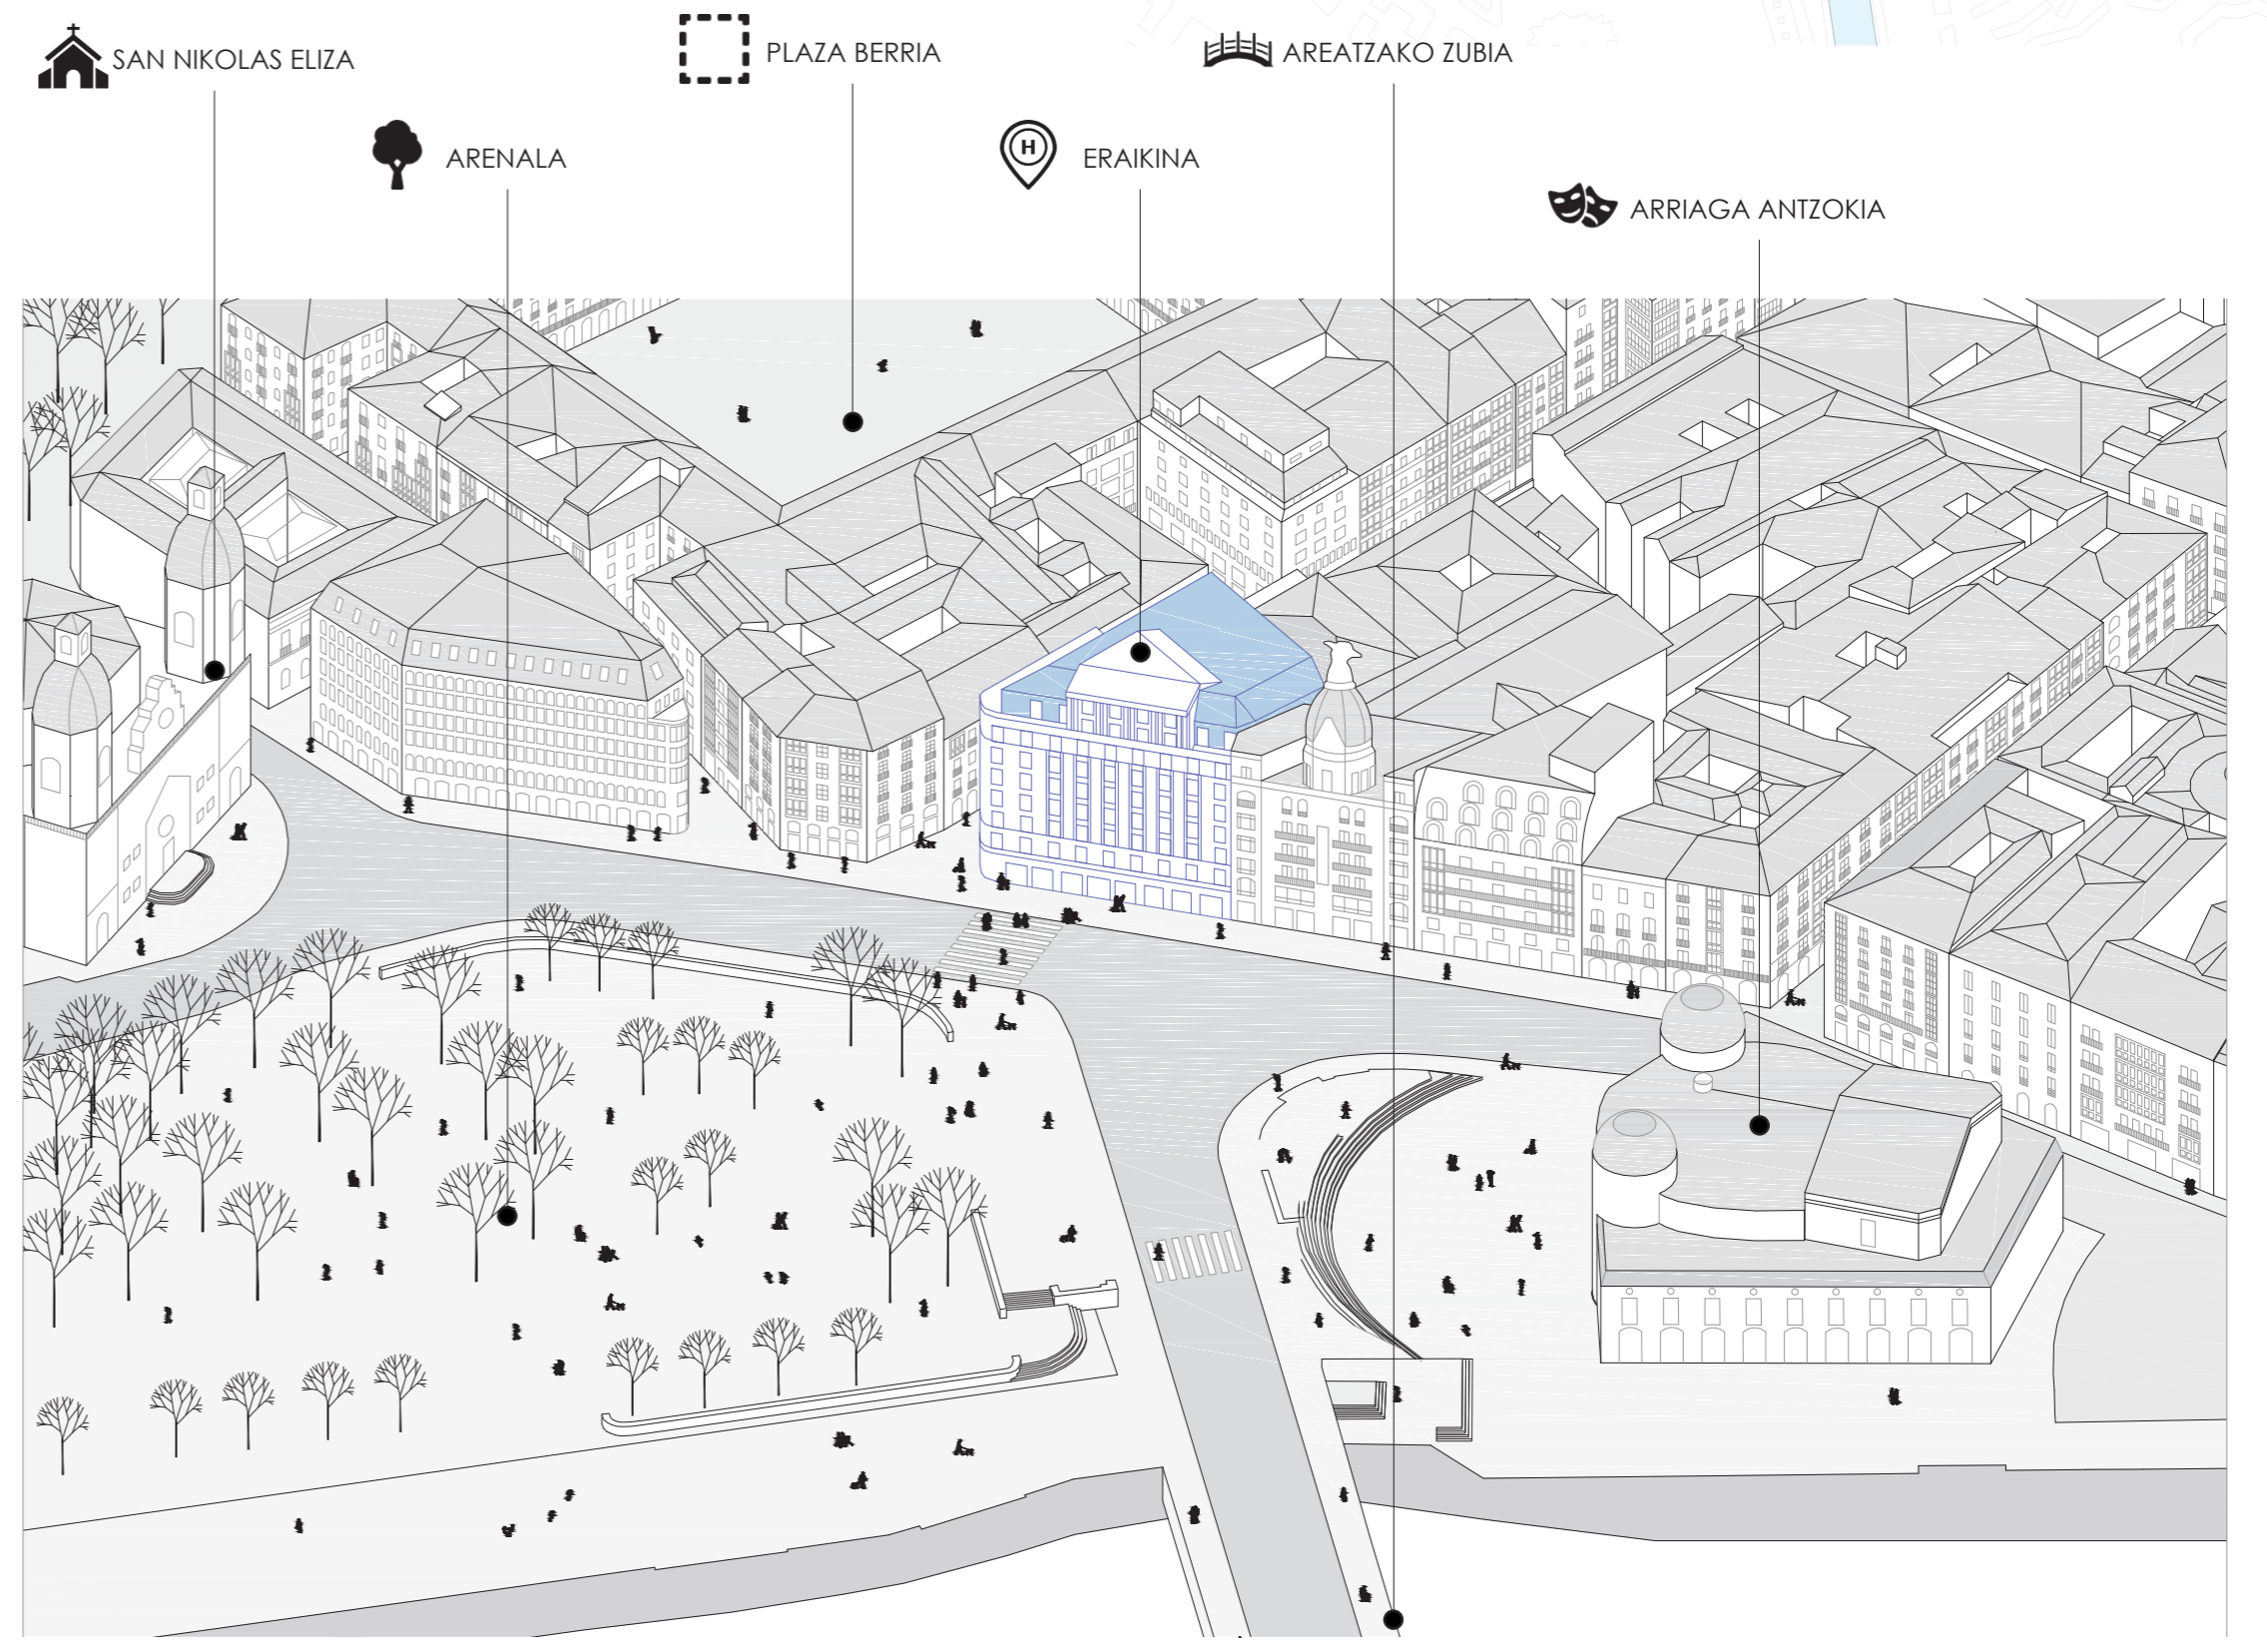 SAN NIKOLAS ELIZA
PLAZA BERRIA
AREATZAKO ZUBIA
ARENALA
H
ERAIKINA
ARRIAGA ANTZOKIA